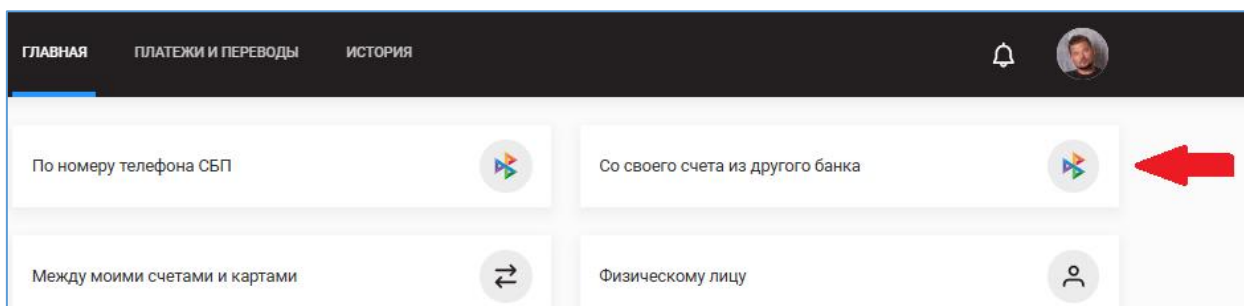 ГЛАВНАЯ ПЛАТЕЖИ И ПЕРЕВОДЫ ИСТОРИЯ
По номеру телефона СБП
Со своего счета из другого банка
Между моими счетами и картами
Физическому лицу